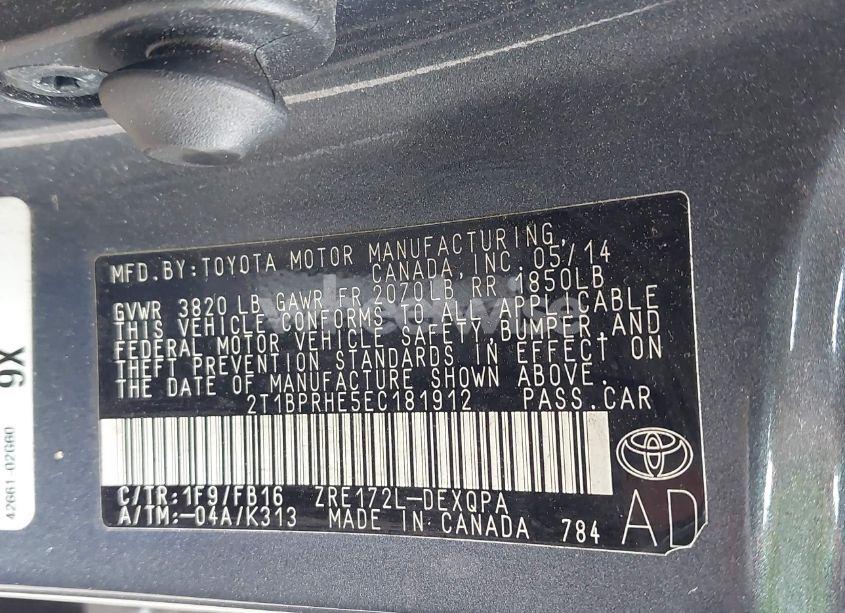 MFD. BY: TOYOTA MOTOR MANUFACTURING,
CANADA, INC. 05/14
GVWR 3820 LB GAWR FR 2070LB RR 1850LB
THIS VEHICLE CONFORMS TO ALL APPLICABLE
FEDERAL MOTOR VEHICLE SAFETY, BUMPER, AND
THEFT PREVENTION STANDARDS IN EFFECT ON
THE DATE OF MANUFACTURE SHOWN ABOVE.
2T1BPRHE5EC181912 PASS. CAR
C/TR: 1F9/FB16 ZRE172L-DEXQPA
A/TM: -04A/K313 MADE IN CANADA 784
AD
9X
42661-02G60